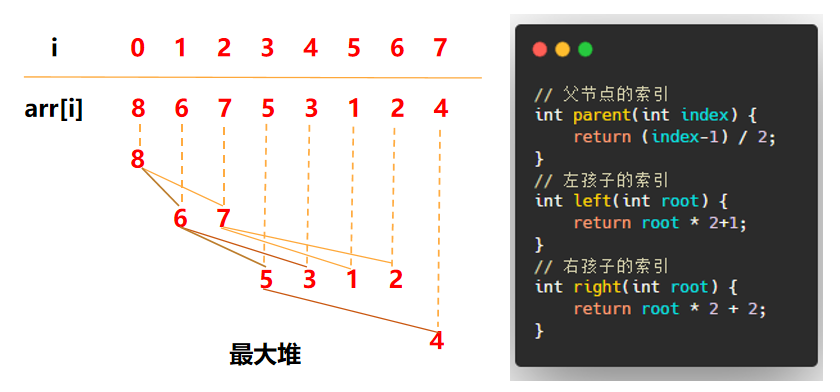 i 0 1 2 3 4 5 6 7
arr[i] 8 6 7 5 3 1 2 4
8
6 7
5 3 1 2
4
最大堆
// 父节点的索引
int parent(int index) {
    return (index-1) / 2;
}
// 左孩子的索引
int left(int root) {
    return root * 2+1;
}
// 右孩子的索引
int right(int root) {
    return root * 2 + 2;
}